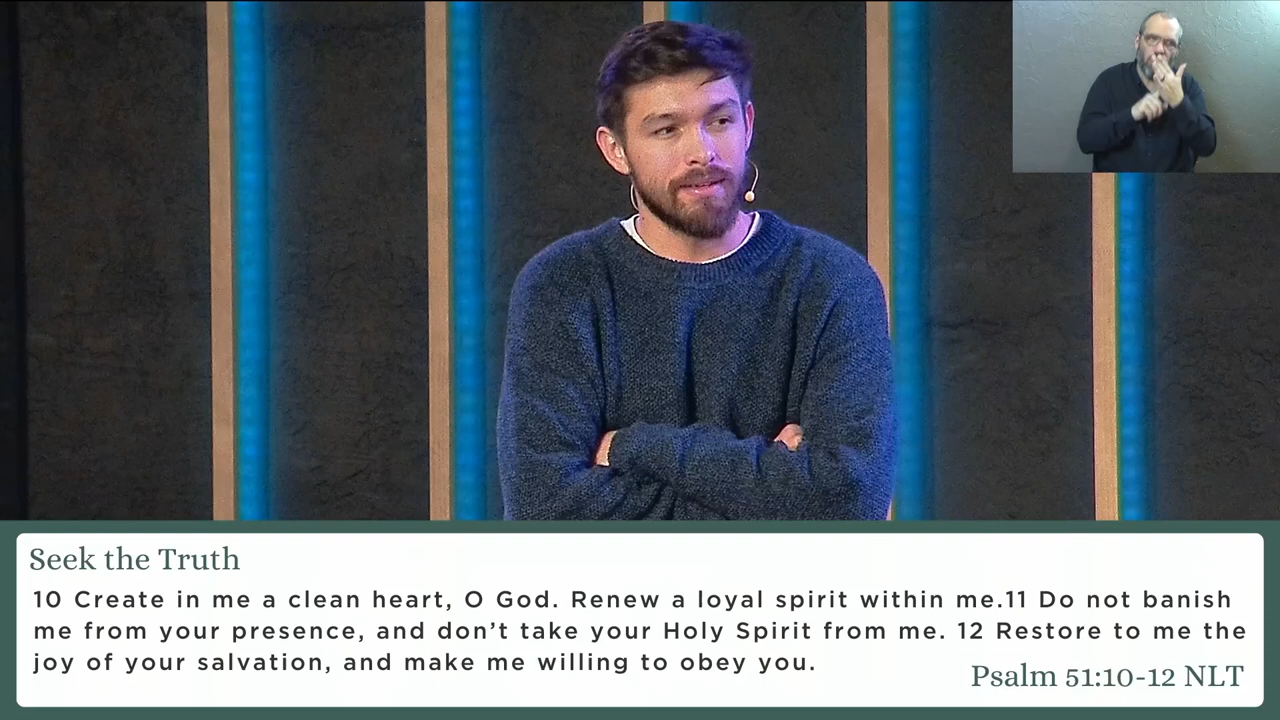 Seek the Truth
10 Create in me a clean heart, O God. Renew a loyal spirit within me.11 Do not banish
me from your presence, and don’t take your Holy Spirit from me. 12 Restore to me the
joy of your salvation, and make me willing to obey you.
Psalm 51:10-12 NLT